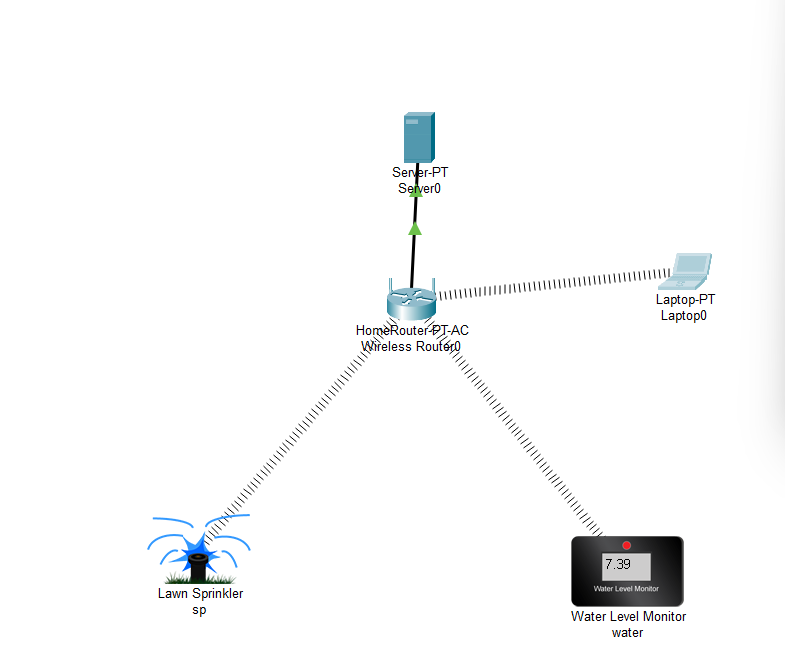 Server-PT
Server0
Laptop-PT
Laptop0
HomeRouter-PT-AC
Wireless Router0
7.39
Water Level Monitor
Lawn Sprinkler
sp
Water Level Monitor
water